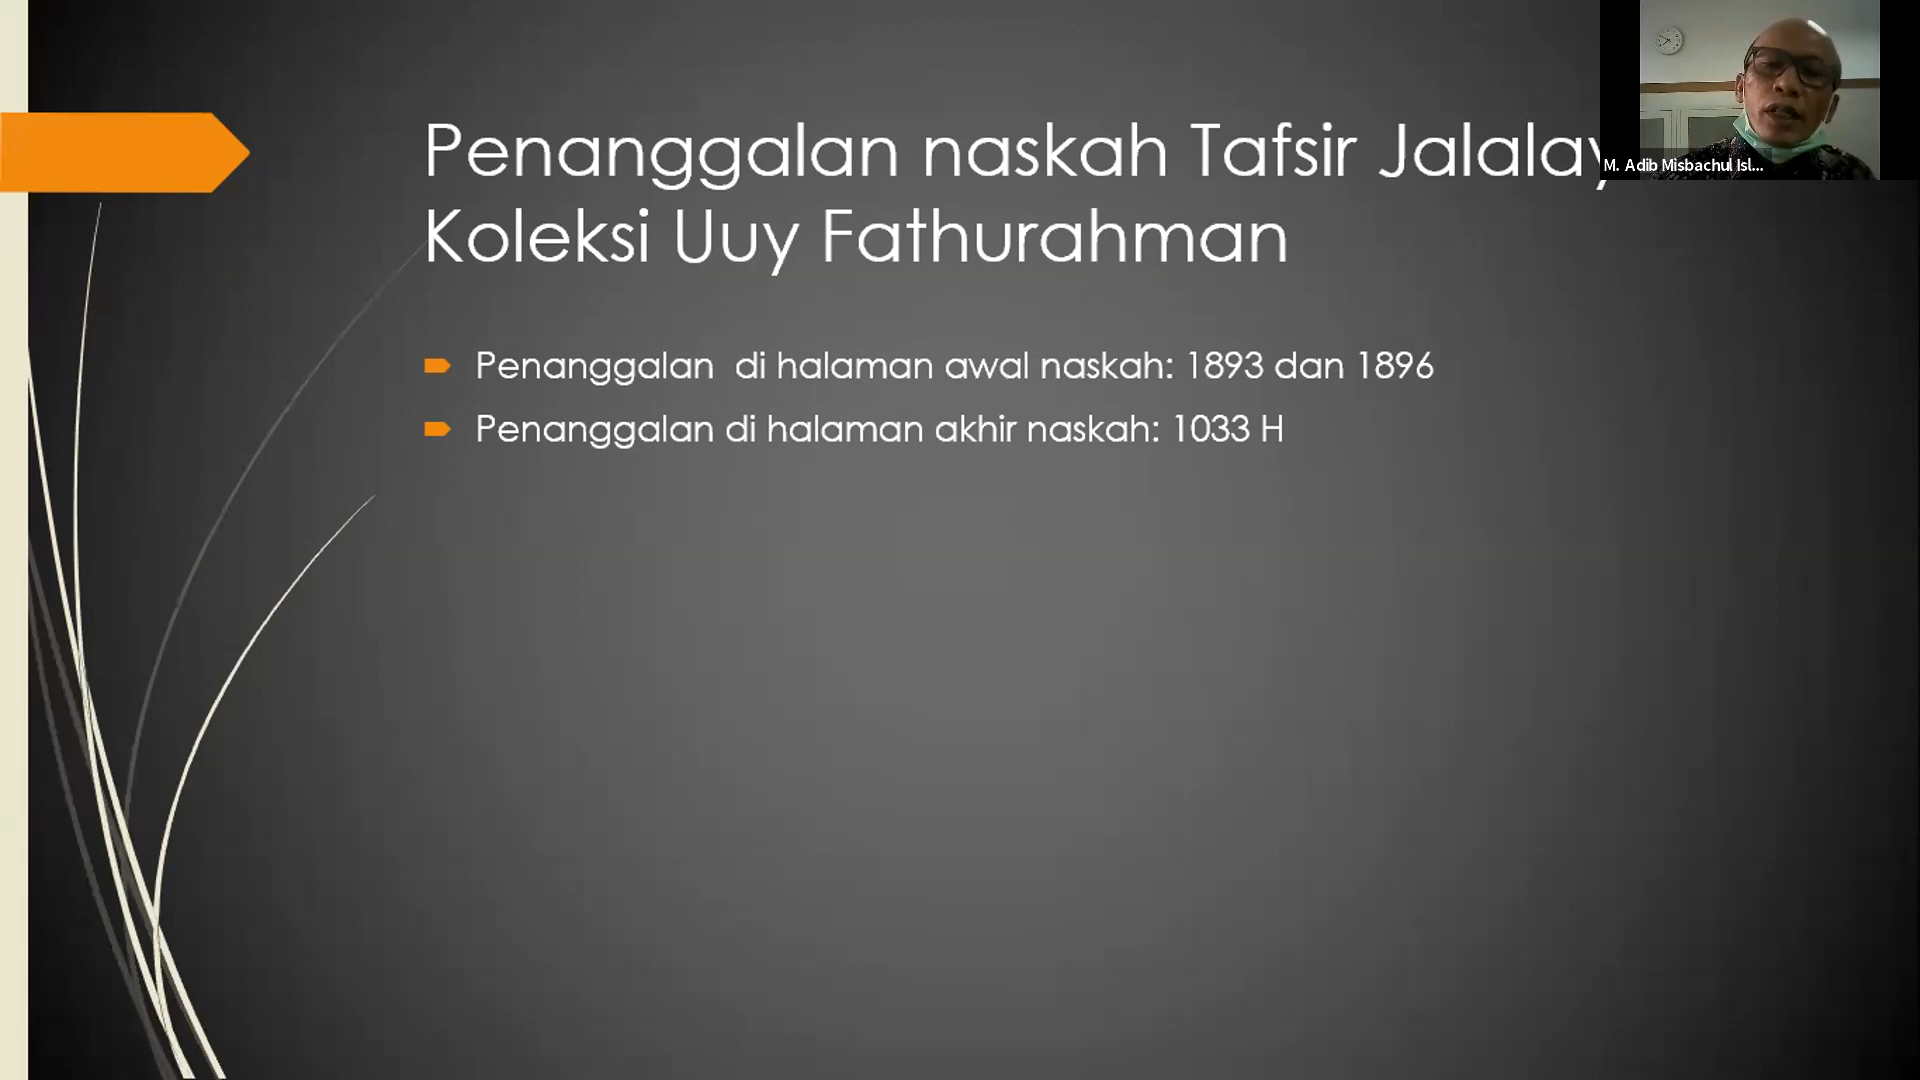 Penanggalan naskah Tafsir Jalalay
Koleksi Uuy Fathurahman
Penanggalan di halaman awal naskah: 1893 dan 1896
Penanggalan di halaman akhir naskah: 1033 H
M. Adib Misbachul Isl...